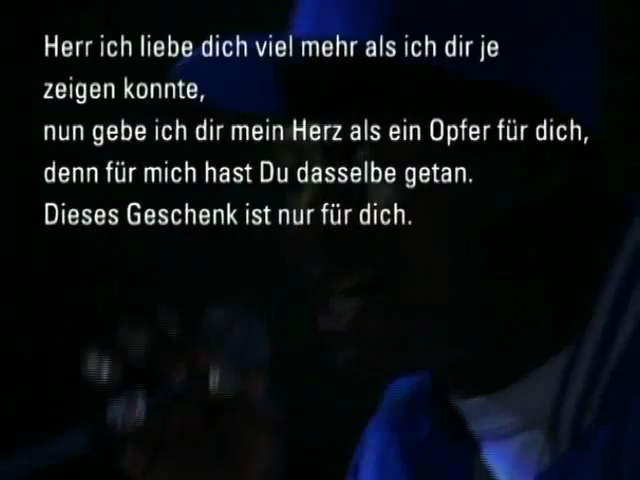 Herr ich liebe dich viel mehr als ich dir je
zeigen konnte,
nun gebe ich dir mein Herz als ein Opfer für dich,
denn für mich hast Du dasselbe getan.
Dieses Geschenk ist nur für dich.